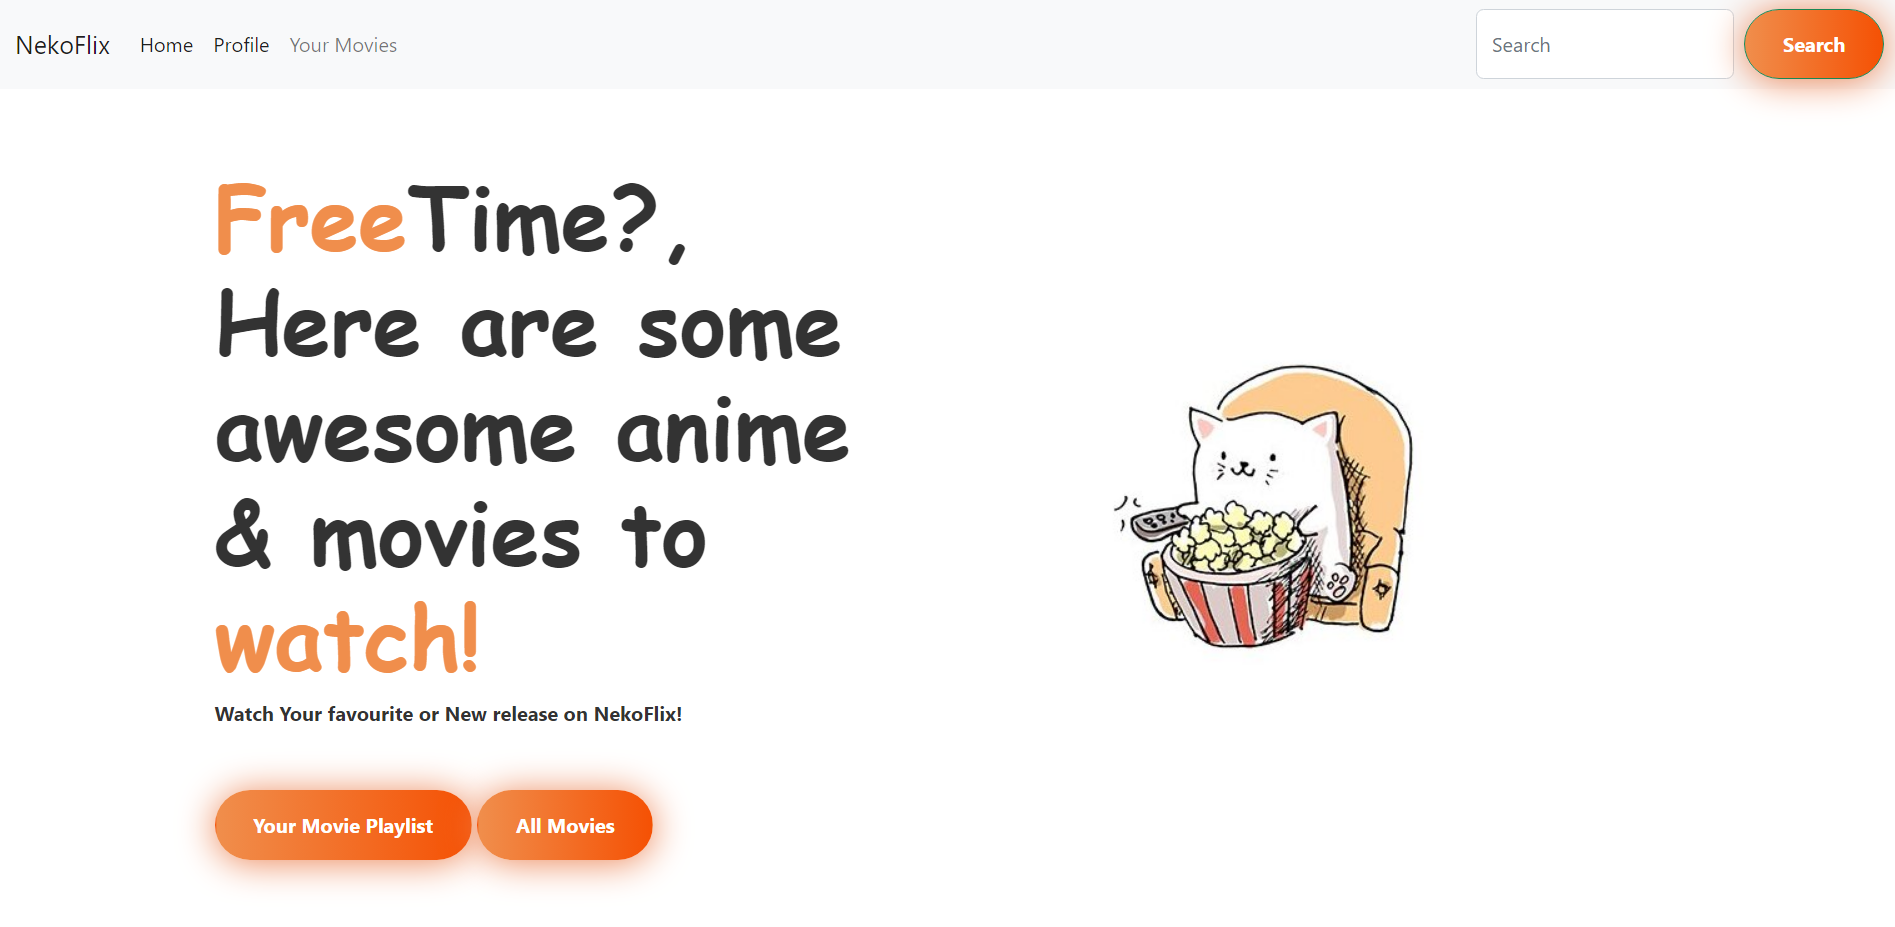 NekoFlix Home Profile Your Movies Search Search
FreeTime?,
Here are some
awesome anime
& movies to
watch!
Watch Your favourite or New release on NekoFlix!
Your Movie Playlist All Movies